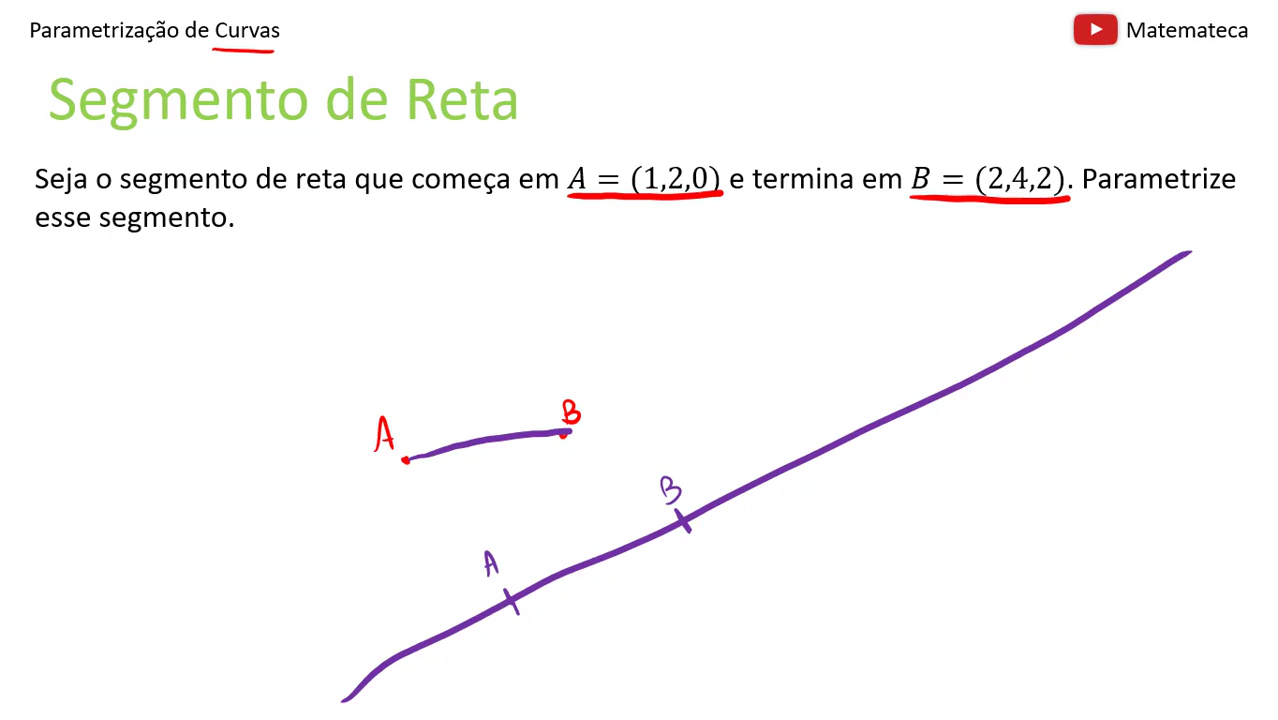 Parametrização de Curvas
Matemateca
Segmento de Reta
Seja o segmento de reta que começa em A = (1,2,0) e termina em B = (2,4,2). Parametrize
esse segmento.
A
B
B
A